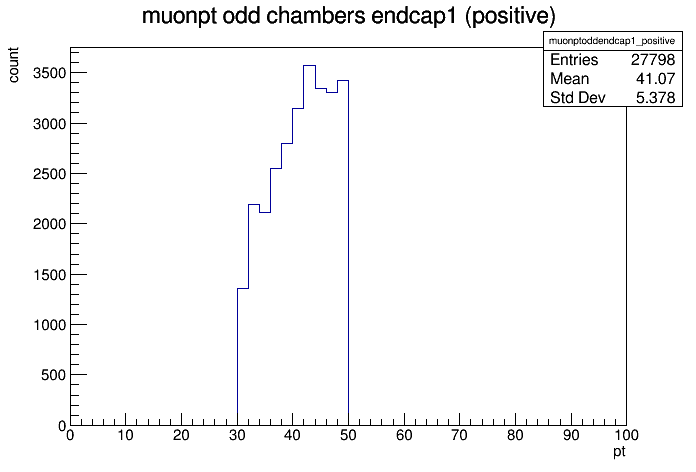 muonpt odd chambers endcap1 (positive)
count
muonptoddendcap1_positive
Entries 27798
Mean 41.07
Std Dev 5.378
3500
3000
2500
2000
1500
1000
500
0
0 10 20 30 40 50 60 70 80 90 100
pt